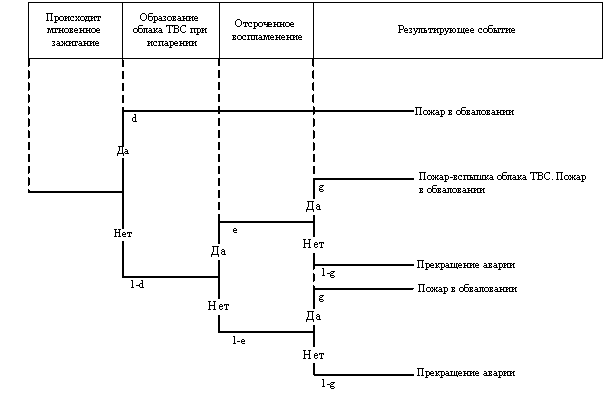 Происходит
мгновенное
зажигание
Образование
облака ТВС при
испарении
Отсроченное
воспламенение
Результирующее событие
d
Пожар в обваловании
Да
g
Пожар-вспышка облака ТВС. Пожар
в обваловании
Да
e
Нет
Да
Нет
1-g
Прекращение аварии
1-d
g
Пожар в обваловании
Нет
Да
1-e
Нет
1-g
Прекращение аварии